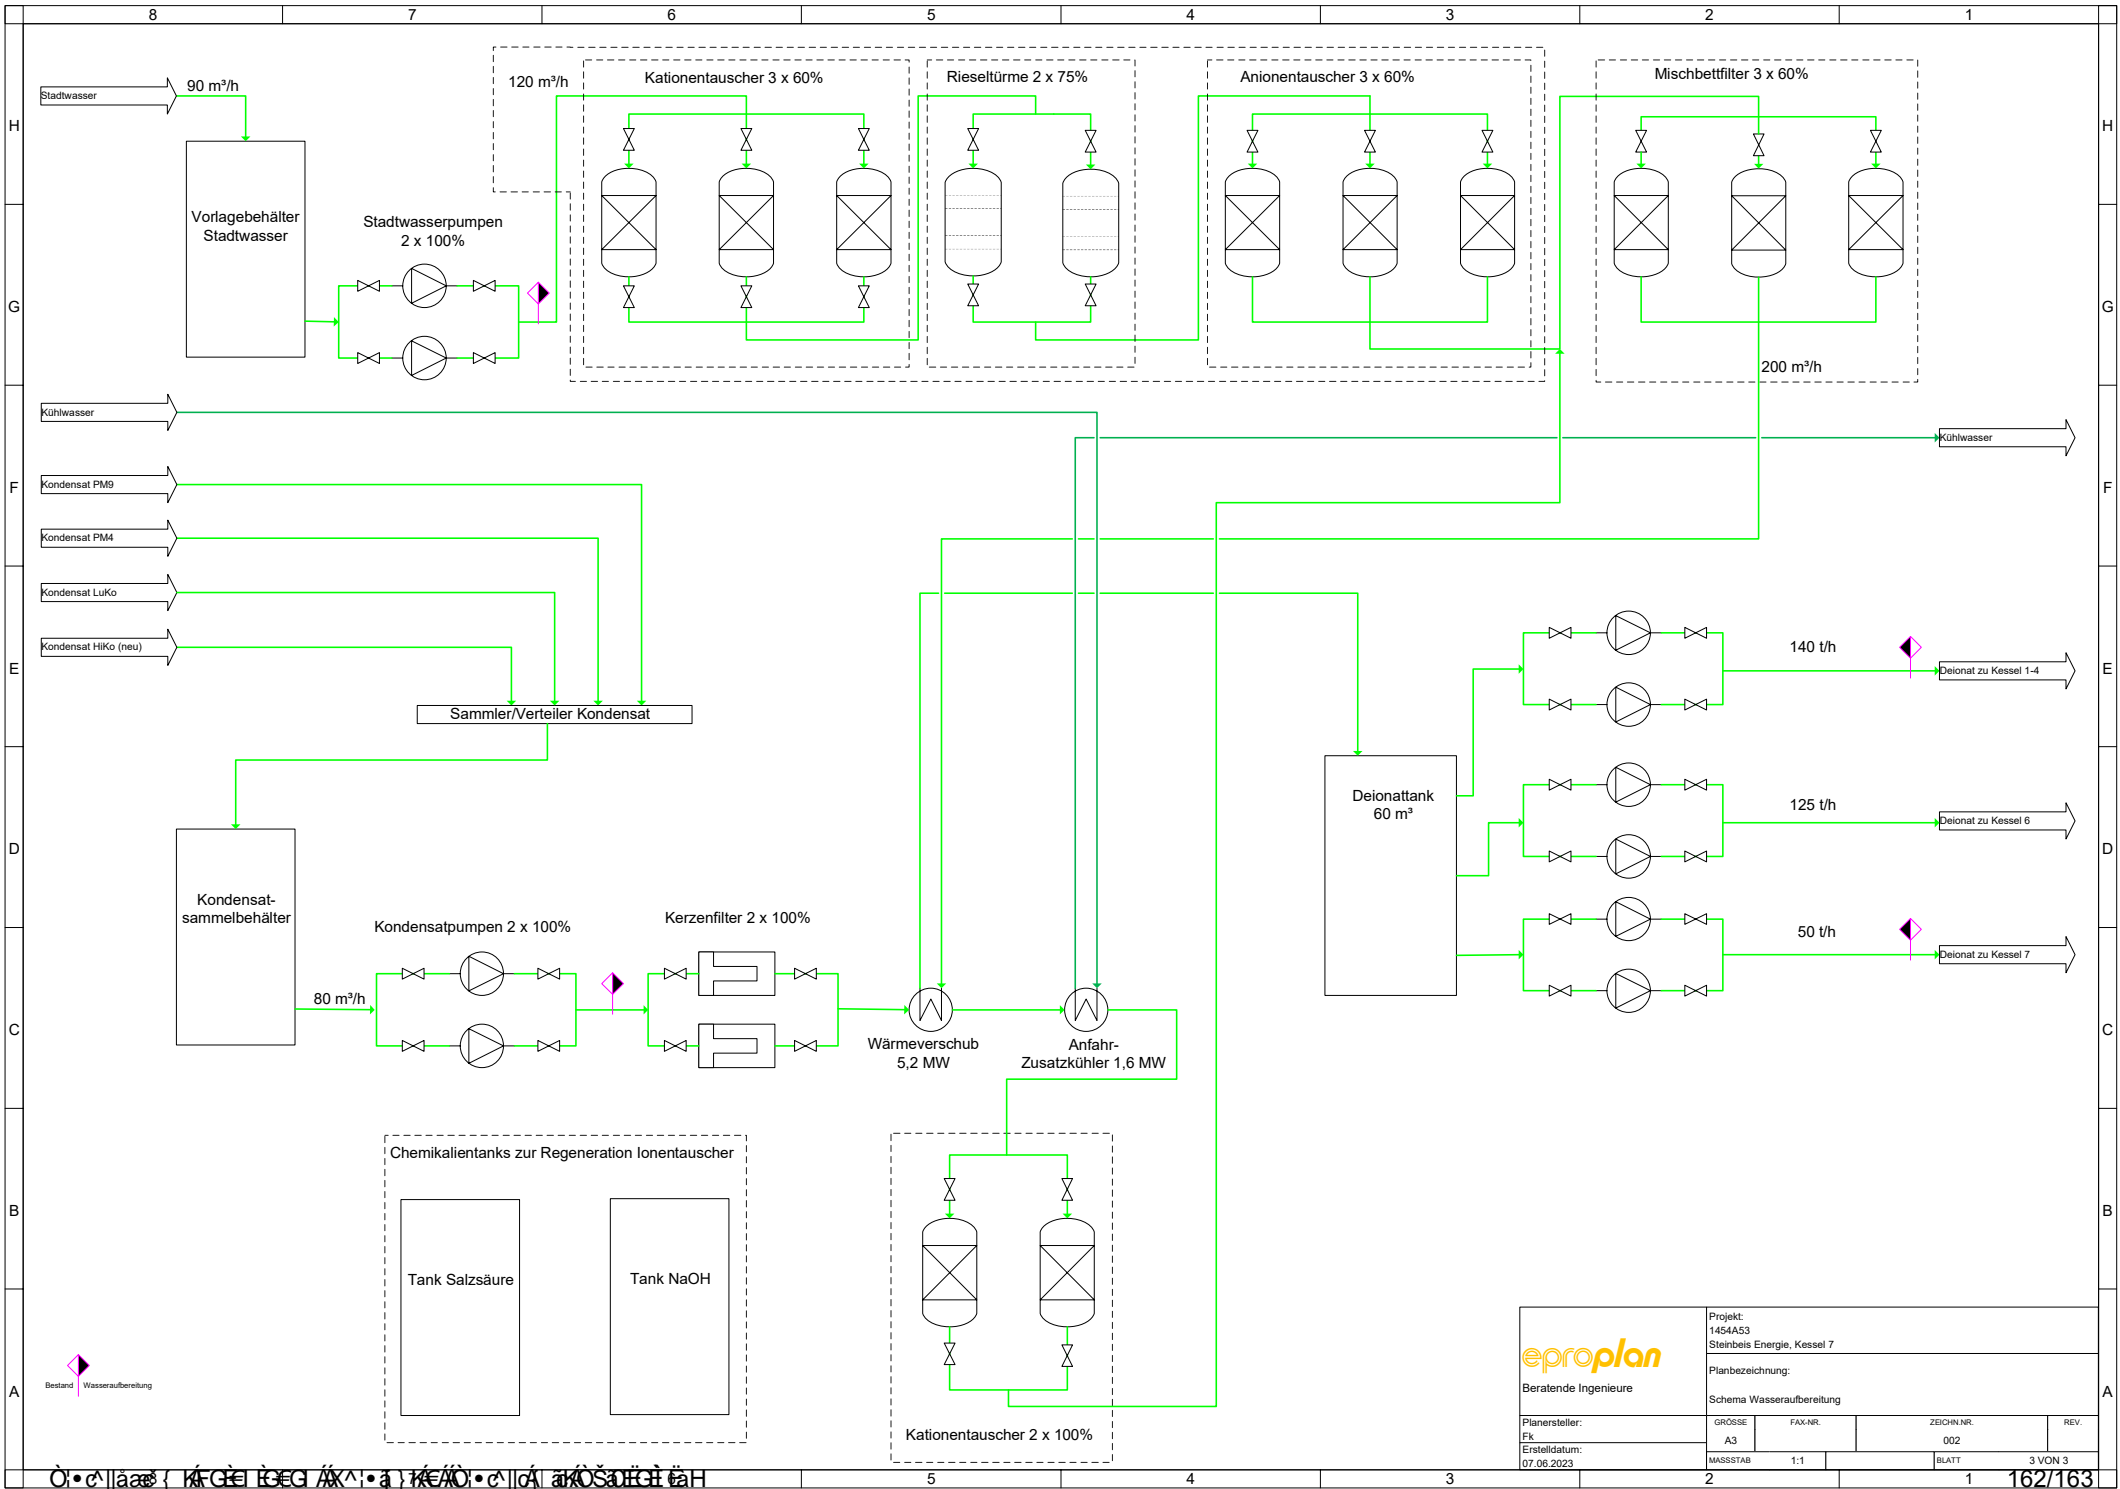 8 7 6 5 4 3 2 1
H
G
F
E
D
C
B
A
H
G
F
E
D
C
B
A
Stadtwasser
90 m³/h
Vorlagebehälter
Stadtwasser
Stadtwasserpumpen
2 x 100%
120 m³/h
Kationentauscher 3 x 60%
Rieseltürme 2 x 75%
Anionentauscher 3 x 60%
Mischbettfilter 3 x 60%
200 m³/h
Kühlwasser
Kühlwasser
Kondensat PM9
Kondensat PM4
Kondensat LuKo
Kondensat HiKo (neu)
Sammler/Verteiler Kondensat
Kondensat-
sammelbehälter
80 m³/h
Kondensatpumpen 2 x 100%
Kerzenfilter 2 x 100%
Wärmeverschub
5,2 MW
Anfahr-
Zusatzkühler 1,6 MW
Deionattank
60 m³
140 t/h
Deionat zu Kessel 1-4
125 t/h
Deionat zu Kessel 6
50 t/h
Deionat zu Kessel 7
Chemikalientanks zur Regeneration Ionentauscher
Tank Salzsäure
Tank NaOH
Kationentauscher 2 x 100%
Bestand
Wasseraufbereitung
eproplan
Beratende Ingenieure
Projekt:
1454A53
Steinbeis Energie, Kessel 7
Planbezeichnung:
Schema Wasseraufbereitung
Planersteller:
Fk
Erstelldatum:
07.06.2023
GRÖSSE
A3
FAX-NR.
ZEICHN.NR.
002
REV.
MASSSTAB
1:1
BLATT
3 VON 3
5 4 3 2 1
162/163